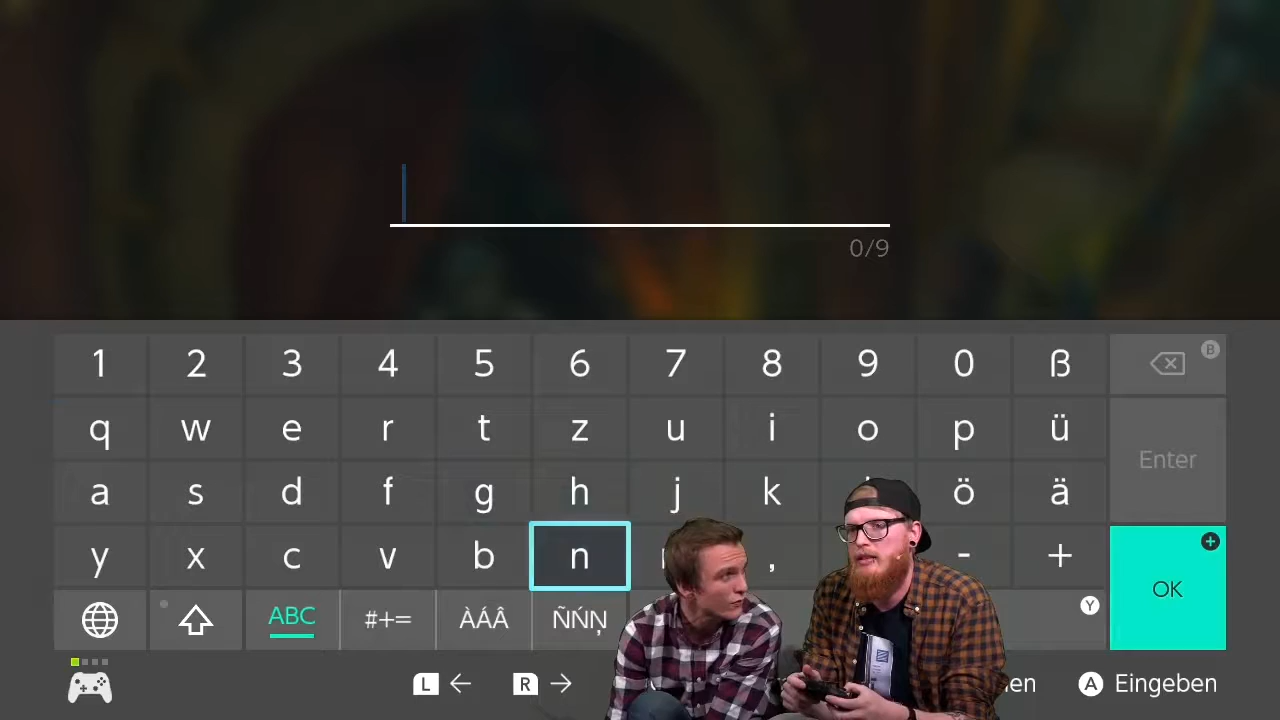 0/9
1 2 3 4 5 6 7 8 9 0 ß B
q w e r t z u i o p ü
Enter
a s d f g h j k ö ä
y x c v b n , - + +
OK
ABC #+= ÀÁÂ ÑŃŅ Y
L ← R → A Eingeben